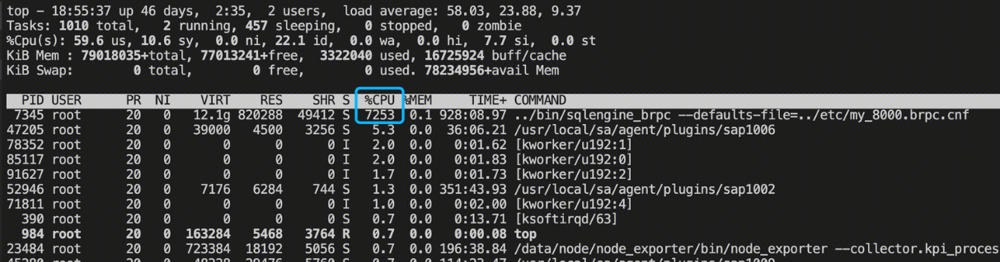 top - 18:55:37 up 46 days,  2:35,  2 users,  load average: 58.03, 23.88, 9.37
Tasks: 1010 total,   2 running, 457 sleeping,   0 stopped,   0 zombie
%Cpu(s): 59.6 us, 10.6 sy,  0.0 ni, 22.1 id,  0.0 wa,  0.0 hi,  7.7 si,  0.0 st
KiB Mem : 79018035+total, 77013241+free,  3322040 used, 16725924 buff/cache
KiB Swap:        0 total,        0 free,        0 used. 78234956+avail Mem
PID USER PR NI VIRT RES SHR S %CPU %MEM TIME+ COMMAND
7345 root 20 0 12.1g 820288 49412 S 7253 0.1 928:08.97 ../bin/sqlengine_brpc --defaults-file=../etc/my_8000.brpc.cnf
47205 root 20 0 39000 4500 3256 S 5.3 0.0 36:06.21 /usr/local/sa/agent/plugins/sap1006
78352 root 20 0 0 0 0 I 2.0 0.0 0:01.62 [kworker/u192:1]
85117 root 20 0 0 0 0 I 2.0 0.0 0:01.83 [kworker/u192:0]
91627 root 20 0 0 0 0 I 1.7 0.0 0:01.73 [kworker/u192:2]
52946 root 20 0 7176 6284 744 S 1.3 0.0 351:43.93 /usr/local/sa/agent/plugins/sap1002
71811 root 20 0 0 0 0 I 1.0 0.0 0:02.00 [kworker/u192:4]
390 root 20 0 0 0 0 S 0.7 0.0 0:13.71 [ksoftirqd/63]
984 root 20 0 163284 5468 3764 R 0.7 0.0 0:00.08 top
23484 root 20 0 723384 18192 5056 S 0.7 0.0 196:38.84 /data/node/node_exporter/bin/node_exporter --collector.kpi_proces